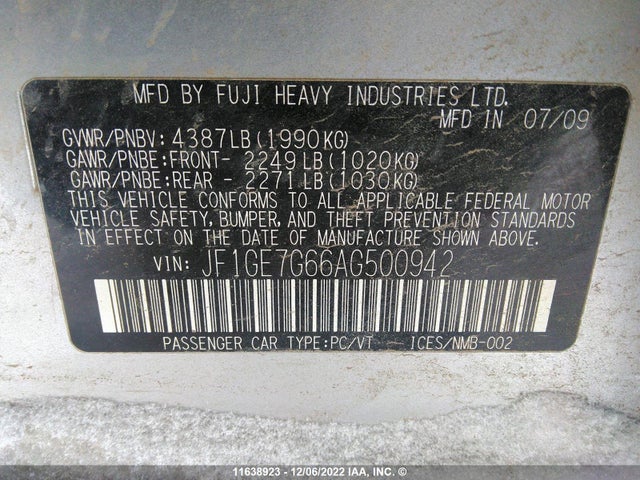 MFD BY FUJI HEAVY INDUSTRIES LTD.
MFD IN 07/09
GVWR/PNBV: 4387LB(1990KG)
GAWR/PNBE:FRONT- 2249LB(1020KG)
GAWR/PNBE:REAR - 2271LB(1030KG)
THIS VEHICLE CONFORMS TO ALL APPLICABLE FEDERAL MOTOR
VEHICLE SAFETY, BUMPER, AND THEFT PREVENTION STANDARDS
IN EFFECT ON THE DATE OF MANUFACTURE SHOWN ABOVE.
VIN: JF1GE7G66AG500942
PASSENGER CAR TYPE:PC/VT ICES/NMB-002
11638923 - 12/06/2022 IAA, INC. ©